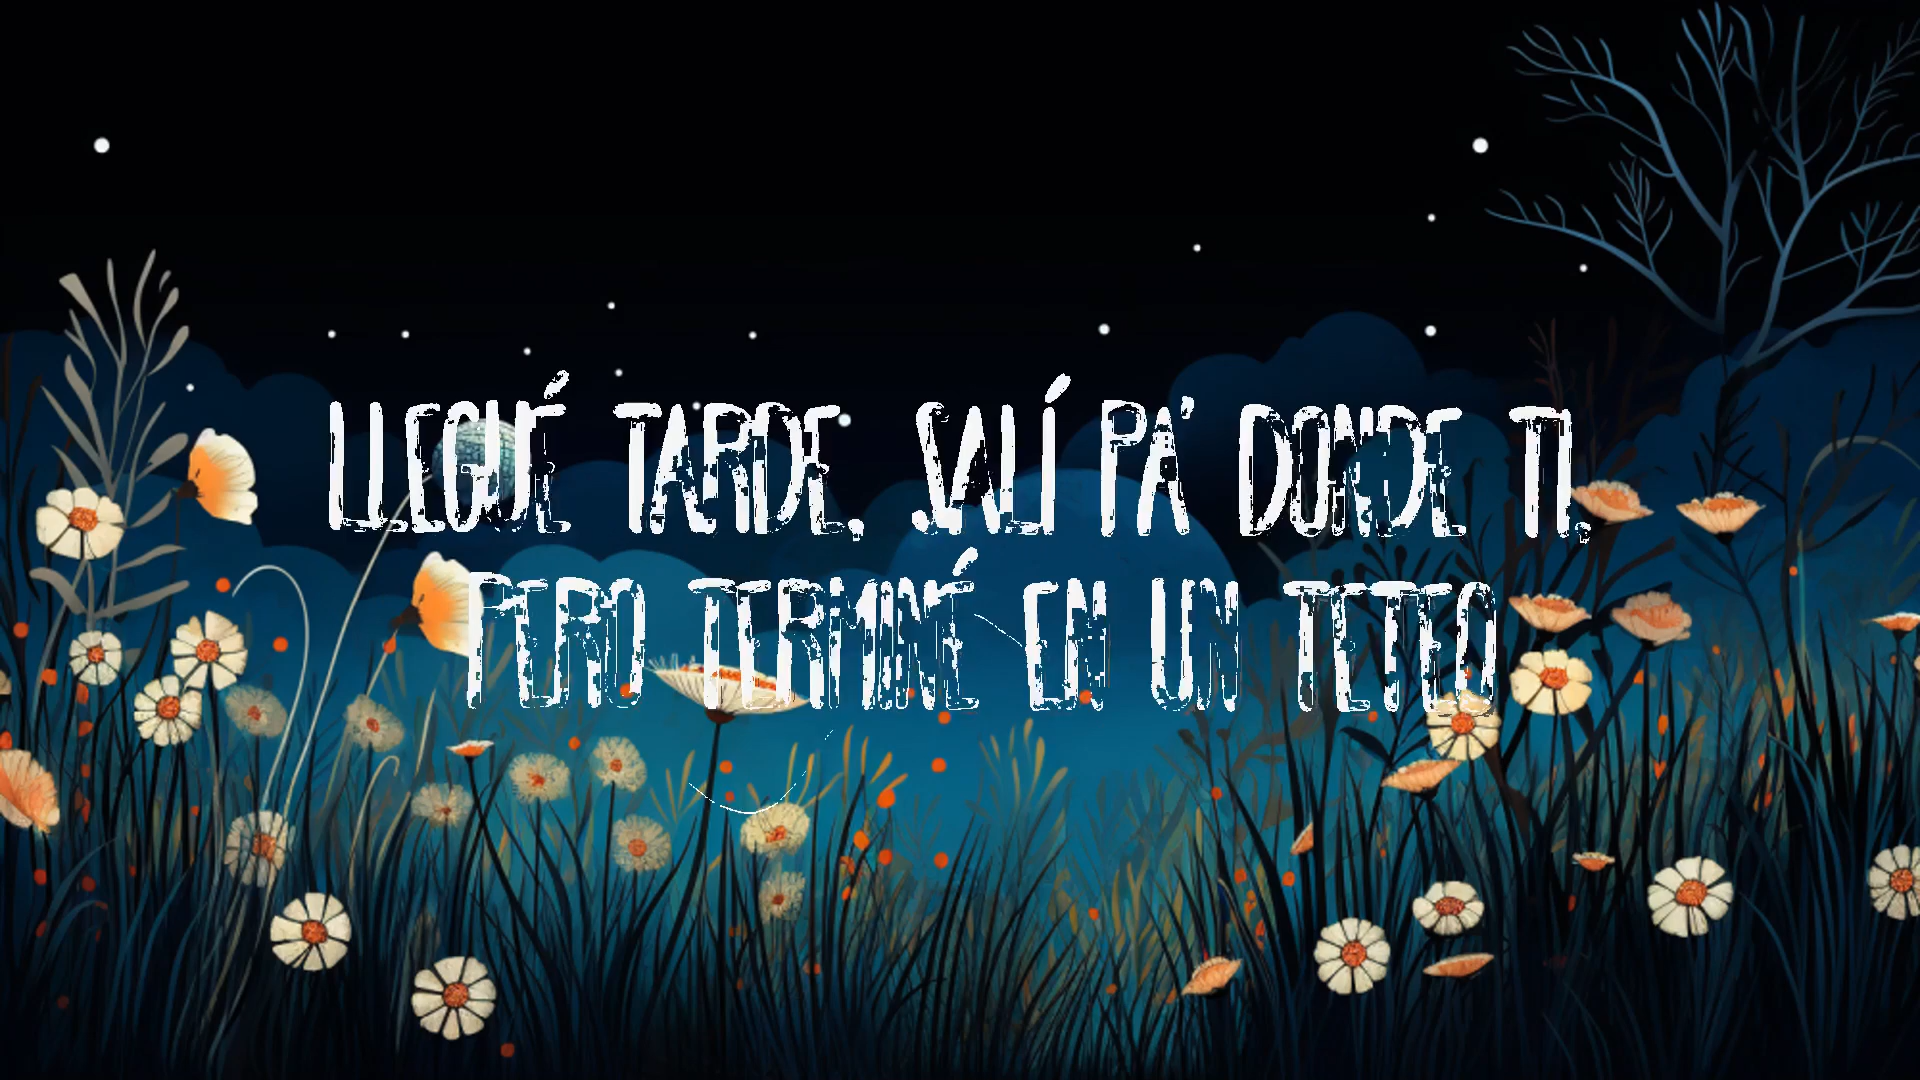 LLEGUÉ TARDE, SALÍ PA' DONDE TI,
PERO TERMINÉ EN UN TETEO